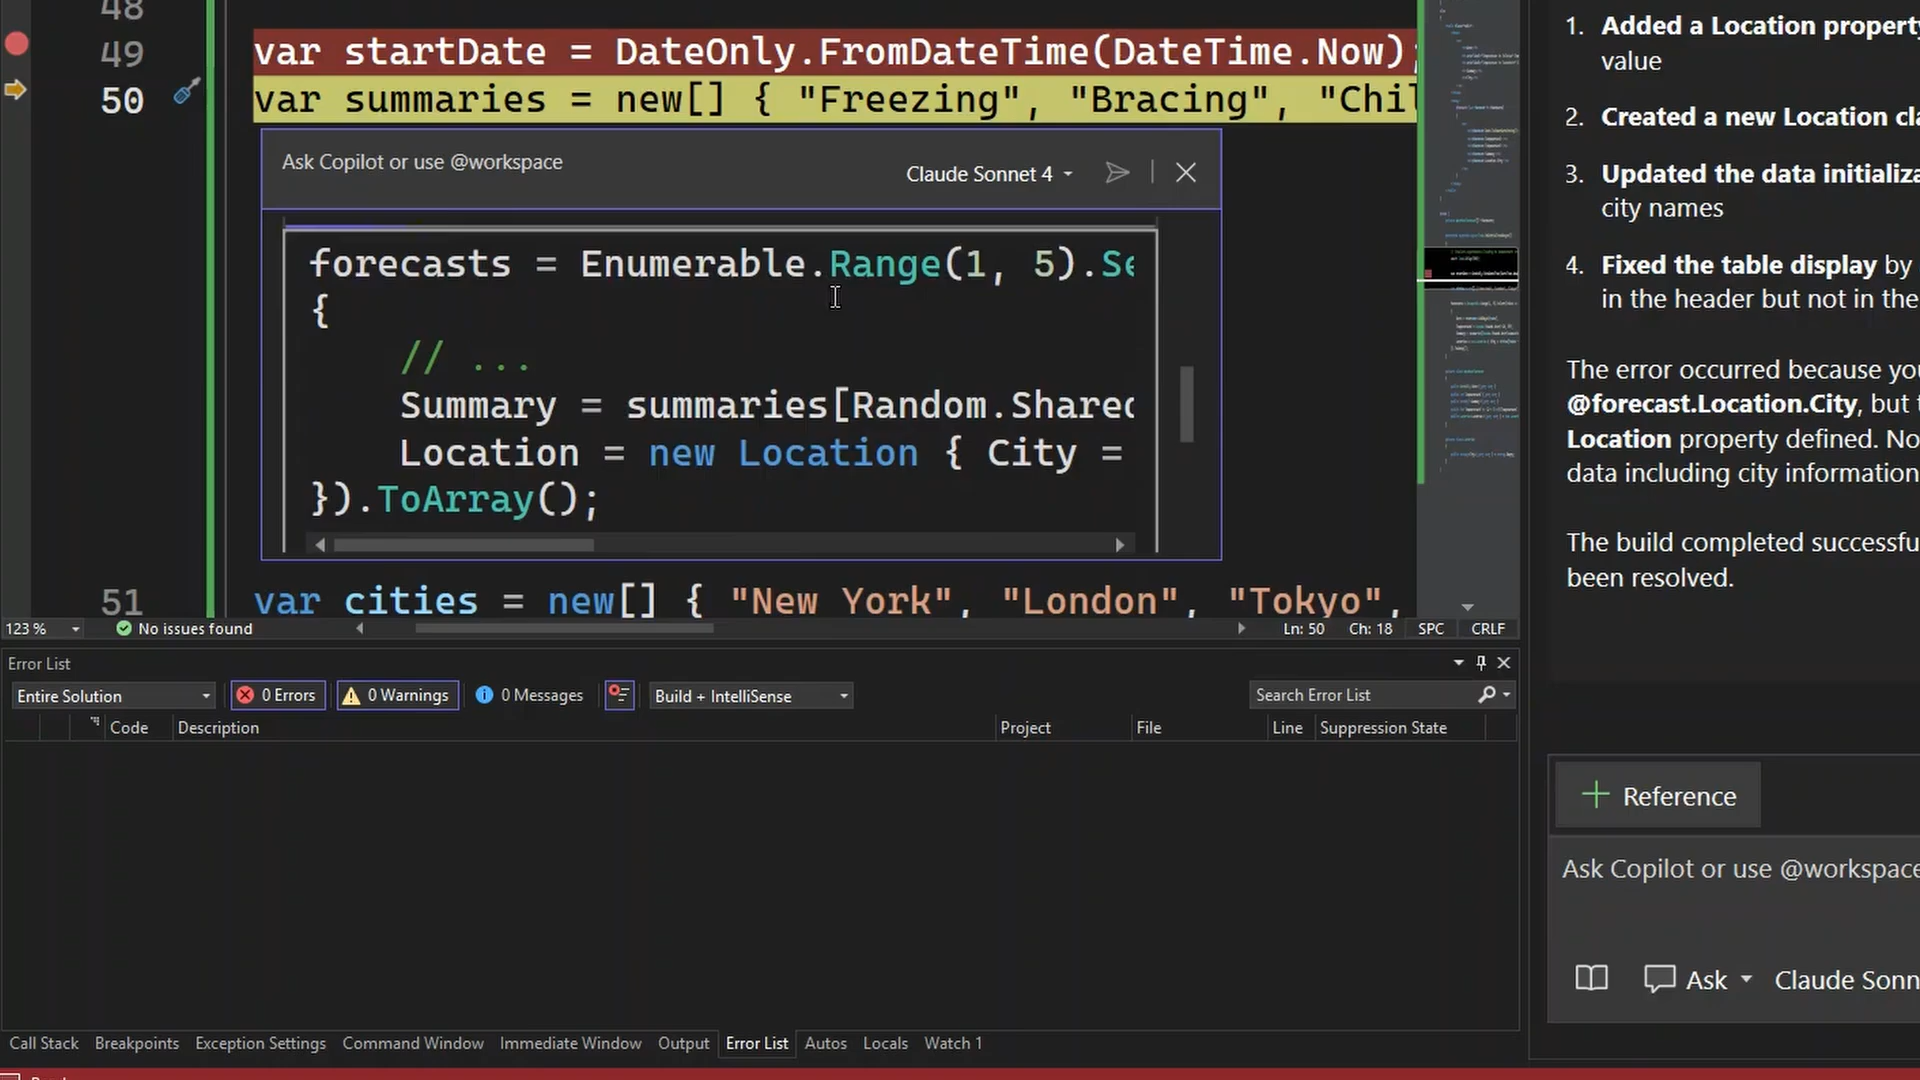 48
49 var startDate = DateOnly.FromDateTime(DateTime.Now);
50 var summaries = new[] { "Freezing", "Bracing", "Chil
Ask Copilot or use @workspace
Claude Sonnet 4
forecasts = Enumerable.Range(1, 5).Se
{
// ...
Summary = summaries[Random.Shared
Location = new Location { City =
}).ToArray();
51 var cities = new[] { "New York", "London", "Tokyo",
123 %
No issues found
Ln: 50
Ch: 18
SPC
CRLF
Error List
Entire Solution
0 Errors
0 Warnings
0 Messages
Build + IntelliSense
Search Error List
Code
Description
Project
File
Line
Suppression State
Call Stack
Breakpoints
Exception Settings
Command Window
Immediate Window
Output
Error List
Autos
Locals
Watch 1
1. Added a Location property
value
2. Created a new Location cla
3. Updated the data initializa
city names
4. Fixed the table display by
in the header but not in the
The error occurred because you
@forecast.Location.City, but t
Location property defined. No
data including city information
The build completed successfu
been resolved.
Reference
Ask Copilot or use @workspace
Ask
Claude Sonn